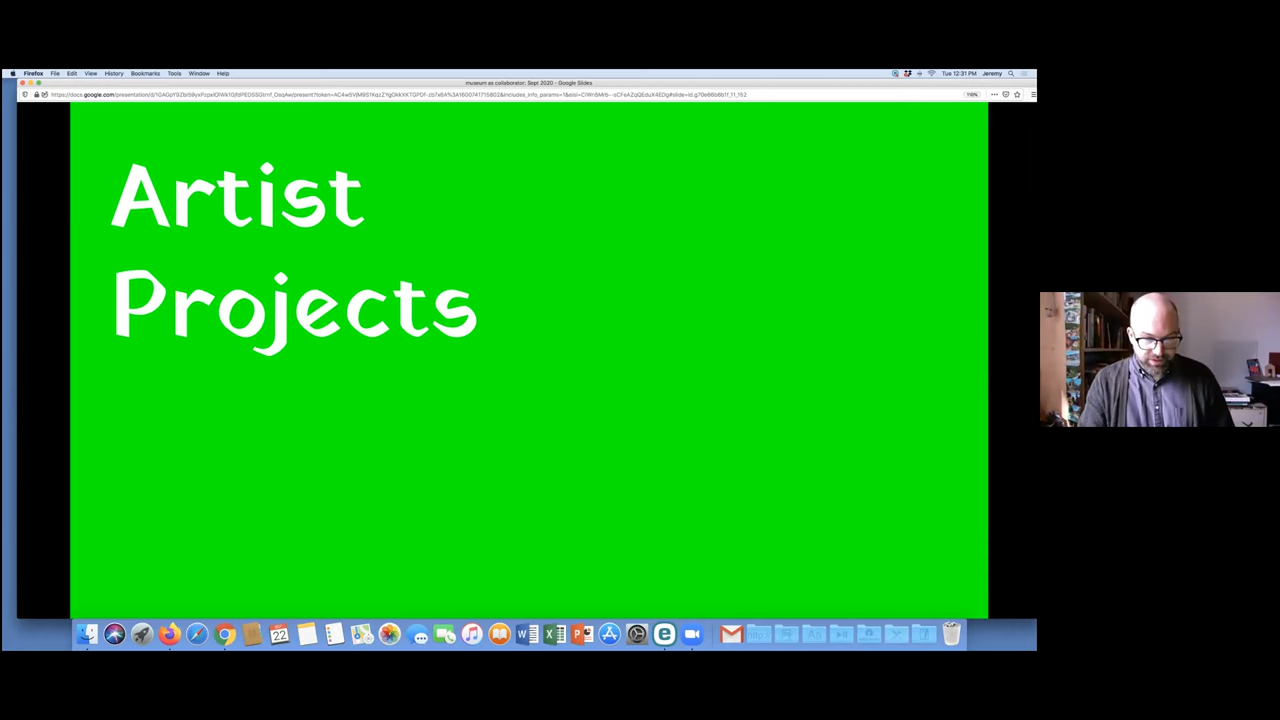 Firefox File Edit View History Bookmarks Tools Window Help
Tue 12:31 PM Jeremy
museum as collaborator: Sept 2020 - Google Slides
110%
Artist
Projects
22